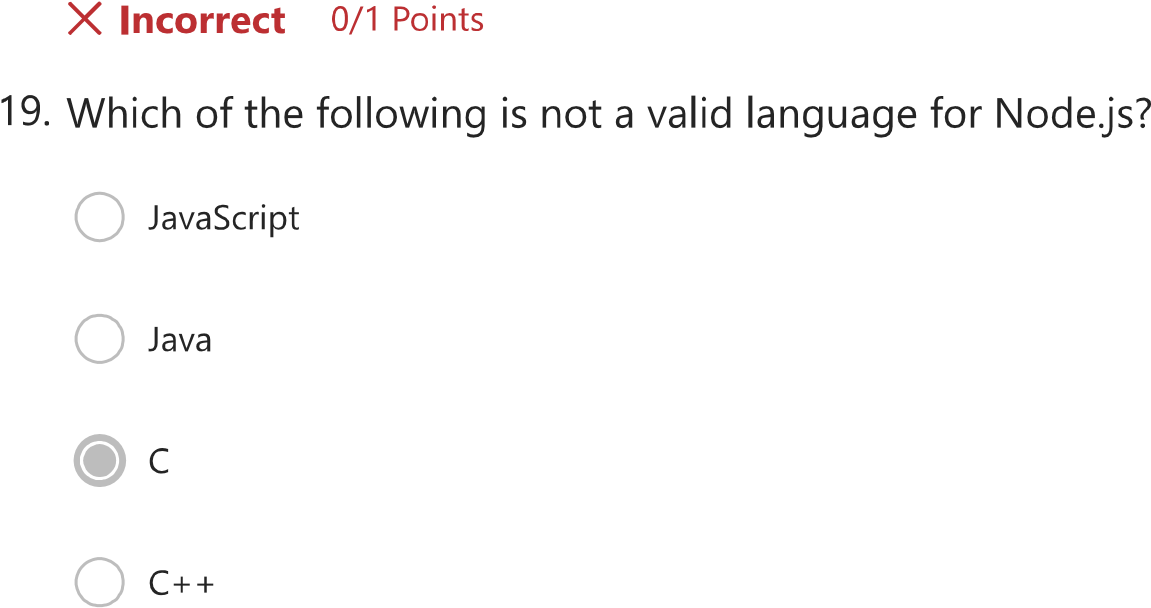 Incorrect 0/1 Points
19. Which of the following is not a valid language for Node.js?
JavaScript
Java
C
C++